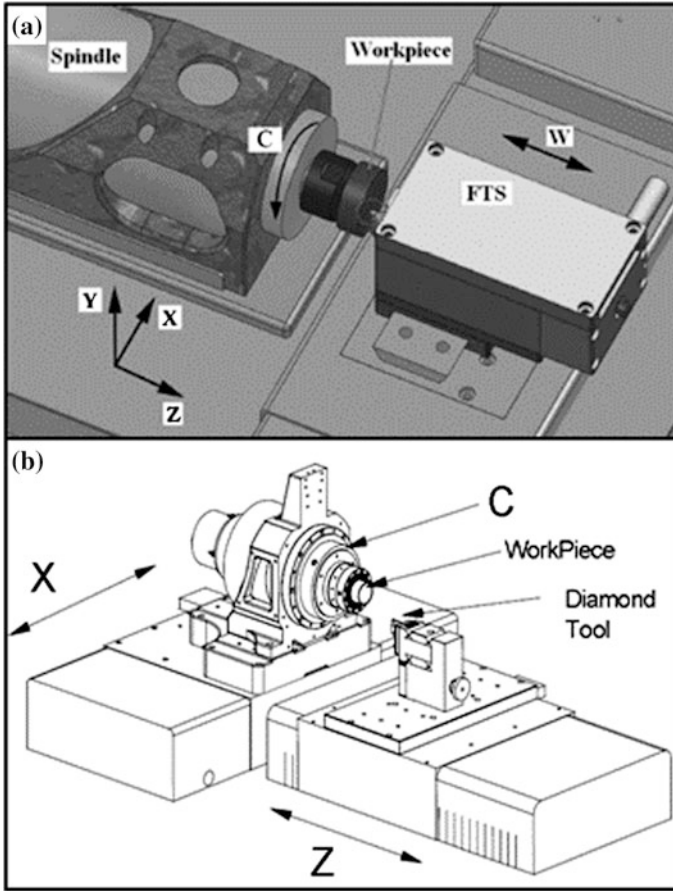 (a)
Spindle
Workpiece
C
W
FTS
Y
X
Z
(b)
C
WorkPiece
X
Diamond
Tool
Z